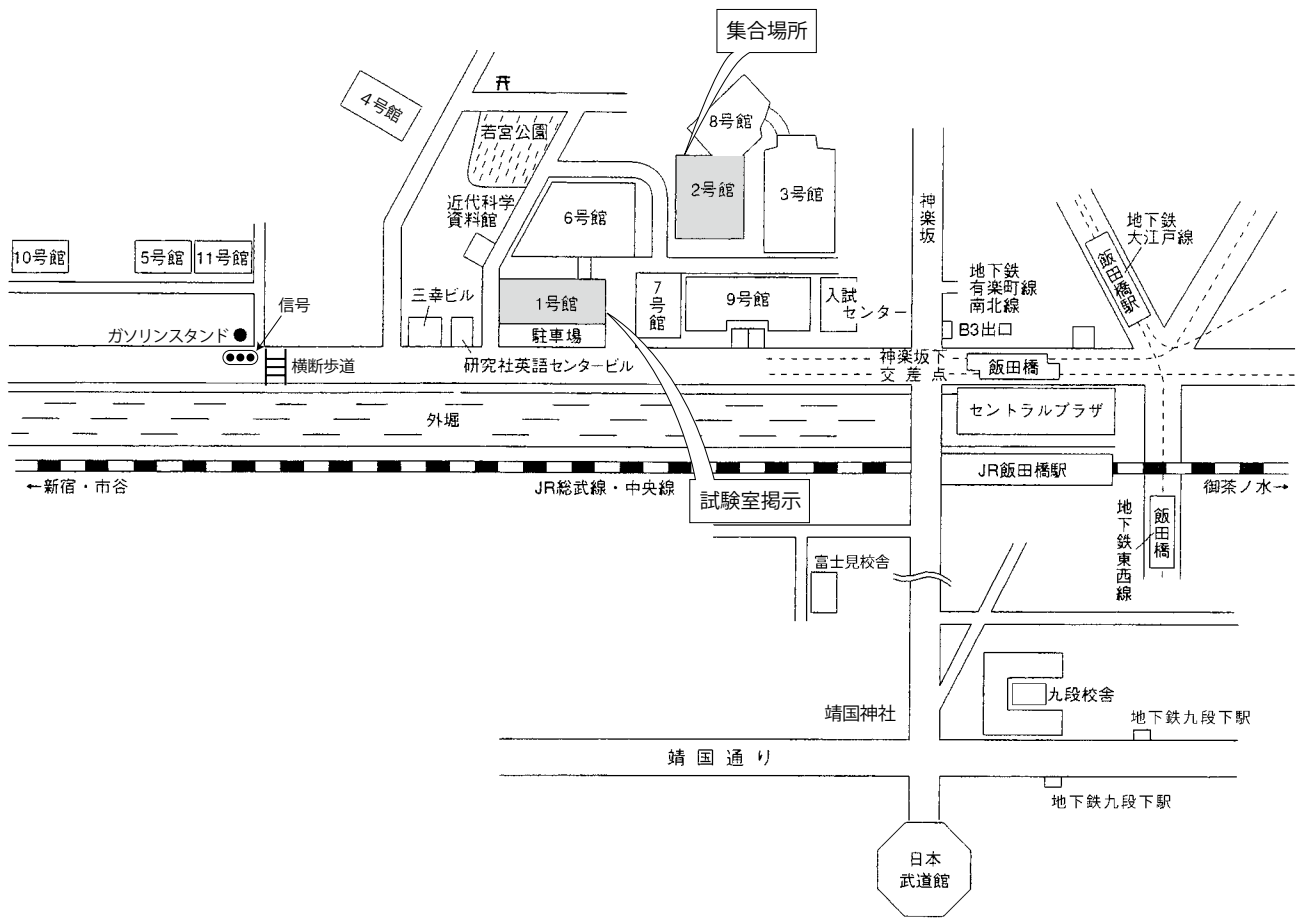 集合場所
4号館
若宮公園
8号館
近代科学
資料館
6号館
2号館
3号館
神楽坂
地下鉄
大江戸線
飯田橋駅
10号館
5号館
11号館
信号
ガソリンスタンド
横断歩道
三幸ビル
研究社英語センタービル
1号館
駐車場
7号館
9号館
入試
センター
地下鉄
有楽町線
南北線
B3出口
神楽坂下
交差点
飯田橋
セントラルプラザ
外堀
JR飯田橋駅
←新宿・市谷
JR総武線・中央線
御茶ノ水→
試験室掲示
地下鉄東西線
飯田橋
富士見校舎
九段校舎
靖国神社
地下鉄九段下駅
靖国通り
地下鉄九段下駅
日本
武道館